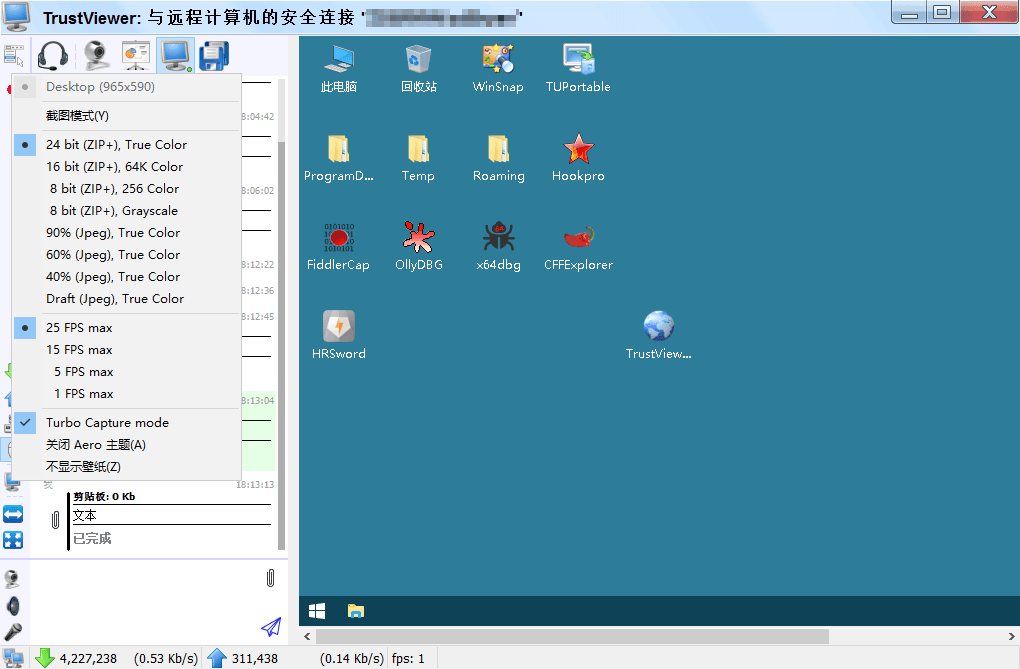 TrustViewer: 与远程计算机的安全连接 '
Desktop (965x590)
截图模式(Y)
24 bit (ZIP+), True Color
16 bit (ZIP+), 64K Color
8 bit (ZIP+), 256 Color
8 bit (ZIP+), Grayscale
90% (Jpeg), True Color
60% (Jpeg), True Color
40% (Jpeg), True Color
Draft (Jpeg), True Color
25 FPS max
15 FPS max
5 FPS max
1 FPS max
Turbo Capture mode
关闭 Aero 主题(A)
不显示壁纸(Z)
8:04:42
8:06:02
8:12:22
8:12:36
8:12:45
8:13:04
18:13:13
剪贴板: 0 Kb
文本
已完成
此电脑
回收站
WinSnap
TUPortable
ProgramD...
Temp
Roaming
Hookpro
FiddlerCap
OllyDBG
x64dbg
CFFExplorer
HRSword
TrustView...
4,227,238 (0.53 Kb/s) 311,438 (0.14 Kb/s) fps: 1